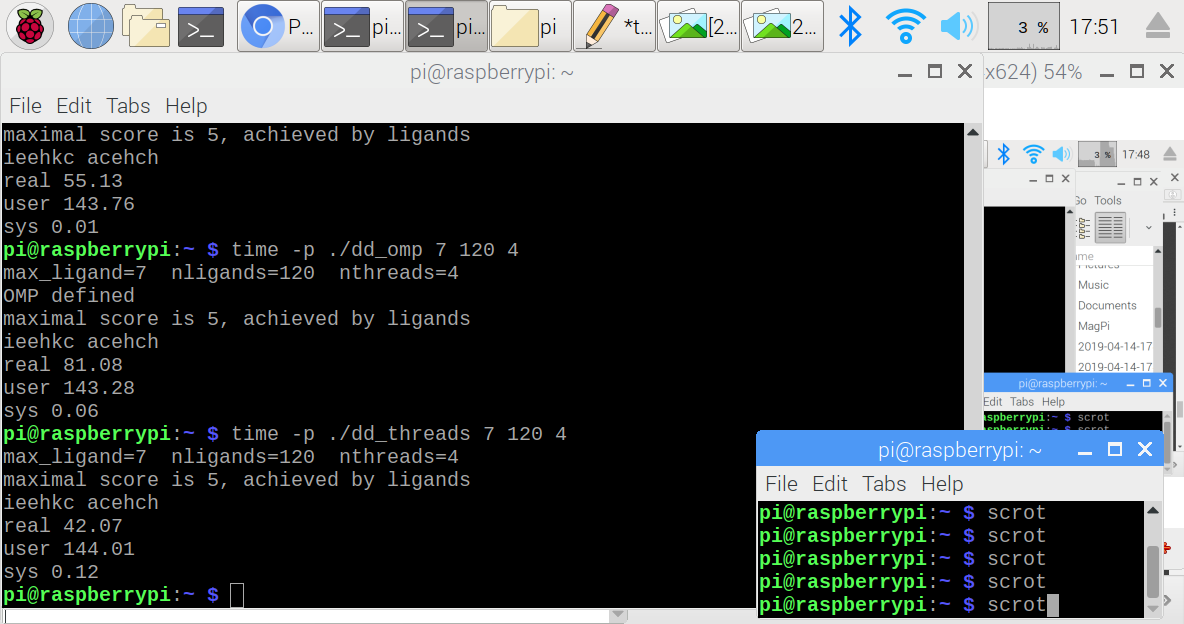 P... pi... pi... pi *t... [2... 2... 3 % 17:51
pi@raspberrypi: ~
x624) 54%
File Edit Tabs Help
maximal score is 5, achieved by ligands
ieehkc acehch
real 55.13
user 143.76
sys 0.01
pi@raspberrypi:~ $ time -p ./dd_omp 7 120 4
max_ligand=7  nligands=120  nthreads=4
OMP defined
maximal score is 5, achieved by ligands
ieehkc acehch
real 81.08
user 143.28
sys 0.06
pi@raspberrypi:~ $ time -p ./dd_threads 7 120 4
max_ligand=7  nligands=120  nthreads=4
maximal score is 5, achieved by ligands
ieehkc acehch
real 42.07
user 144.01
sys 0.12
pi@raspberrypi:~ $
3 % 17:48
Go Tools
ame
Pictures
Music
Documents
MagPi
2019-04-14-17
2019-04-14-17
pi@raspberrypi: ~
Edit Tabs Help
aspberrypi:~ $ scrot
aspberrypi:~ $ scrot
pi@raspberrypi: ~
File Edit Tabs Help
pi@raspberrypi:~ $ scrot
pi@raspberrypi:~ $ scrot
pi@raspberrypi:~ $ scrot
pi@raspberrypi:~ $ scrot
pi@raspberrypi:~ $ scrot